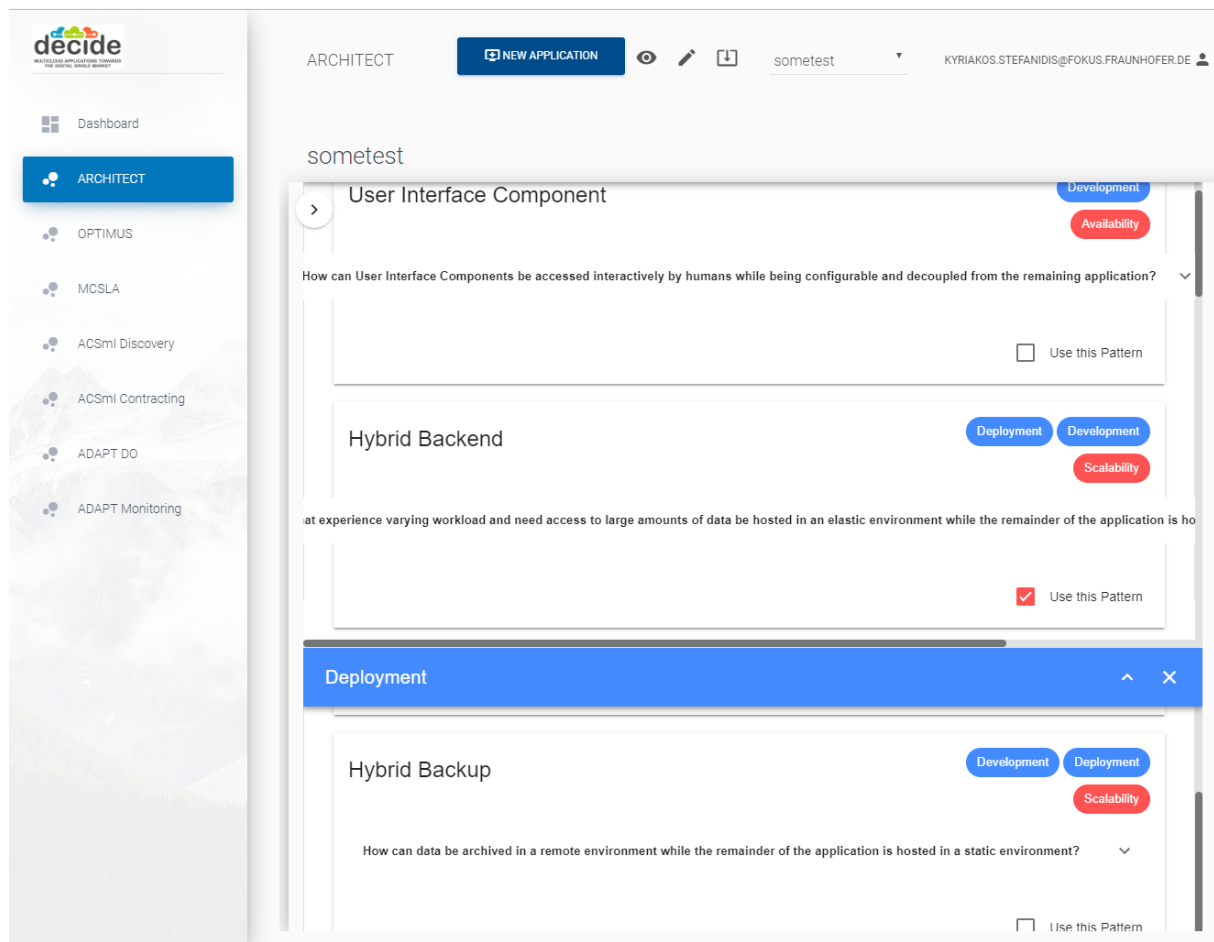 decide
MULTICLOUD APPLICATIONS TOWARDS
THE DIGITAL SINGLE MARKET
Dashboard
ARCHITECT
OPTIMUS
MCSLA
ACSmI Discovery
ACSmI Contracting
ADAPT DO
ADAPT Monitoring
ARCHITECT
NEW APPLICATION
sometest
KYRIAKOS.STEFANIDIS@FOKUS.FRAUNHOFER.DE
sometest
User Interface Component
Development
Availability
How can User Interface Components be accessed interactively by humans while being configurable and decoupled from the remaining application?
Use this Pattern
Hybrid Backend
Deployment Development
Scalability
at experience varying workload and need access to large amounts of data be hosted in an elastic environment while the remainder of the application is ho
Use this Pattern
Deployment
Hybrid Backup
Development Deployment
Scalability
How can data be archived in a remote environment while the remainder of the application is hosted in a static environment?
Use this Pattern